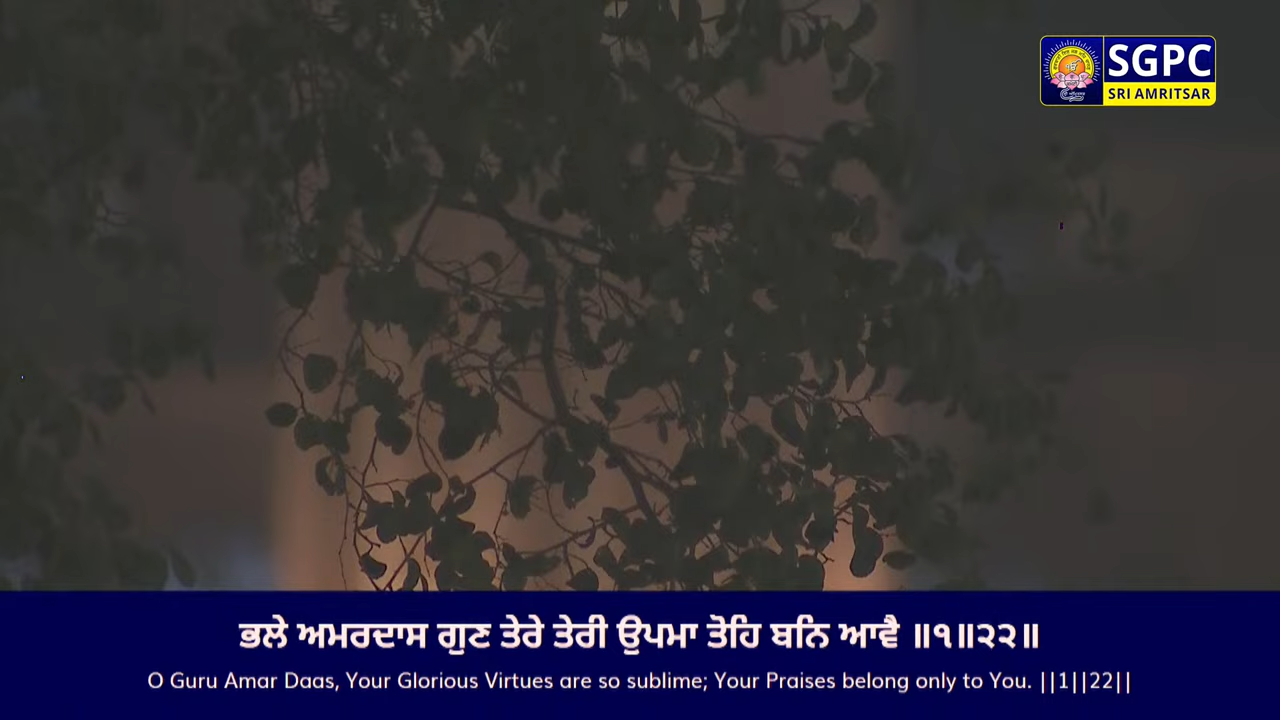 SGPC
SRI AMRITSAR
ਭਲੇ ਅਮਰਦਾਸ ਗੁਣ ਤੇਰੇ ਤੇਰੀ ਉਪਮਾ ਤੋਹਿ ਬਨਿ ਆਵੈ ॥੧॥੨੨॥
O Guru Amar Daas, Your Glorious Virtues are so sublime; Your Praises belong only to You. ||1||22||